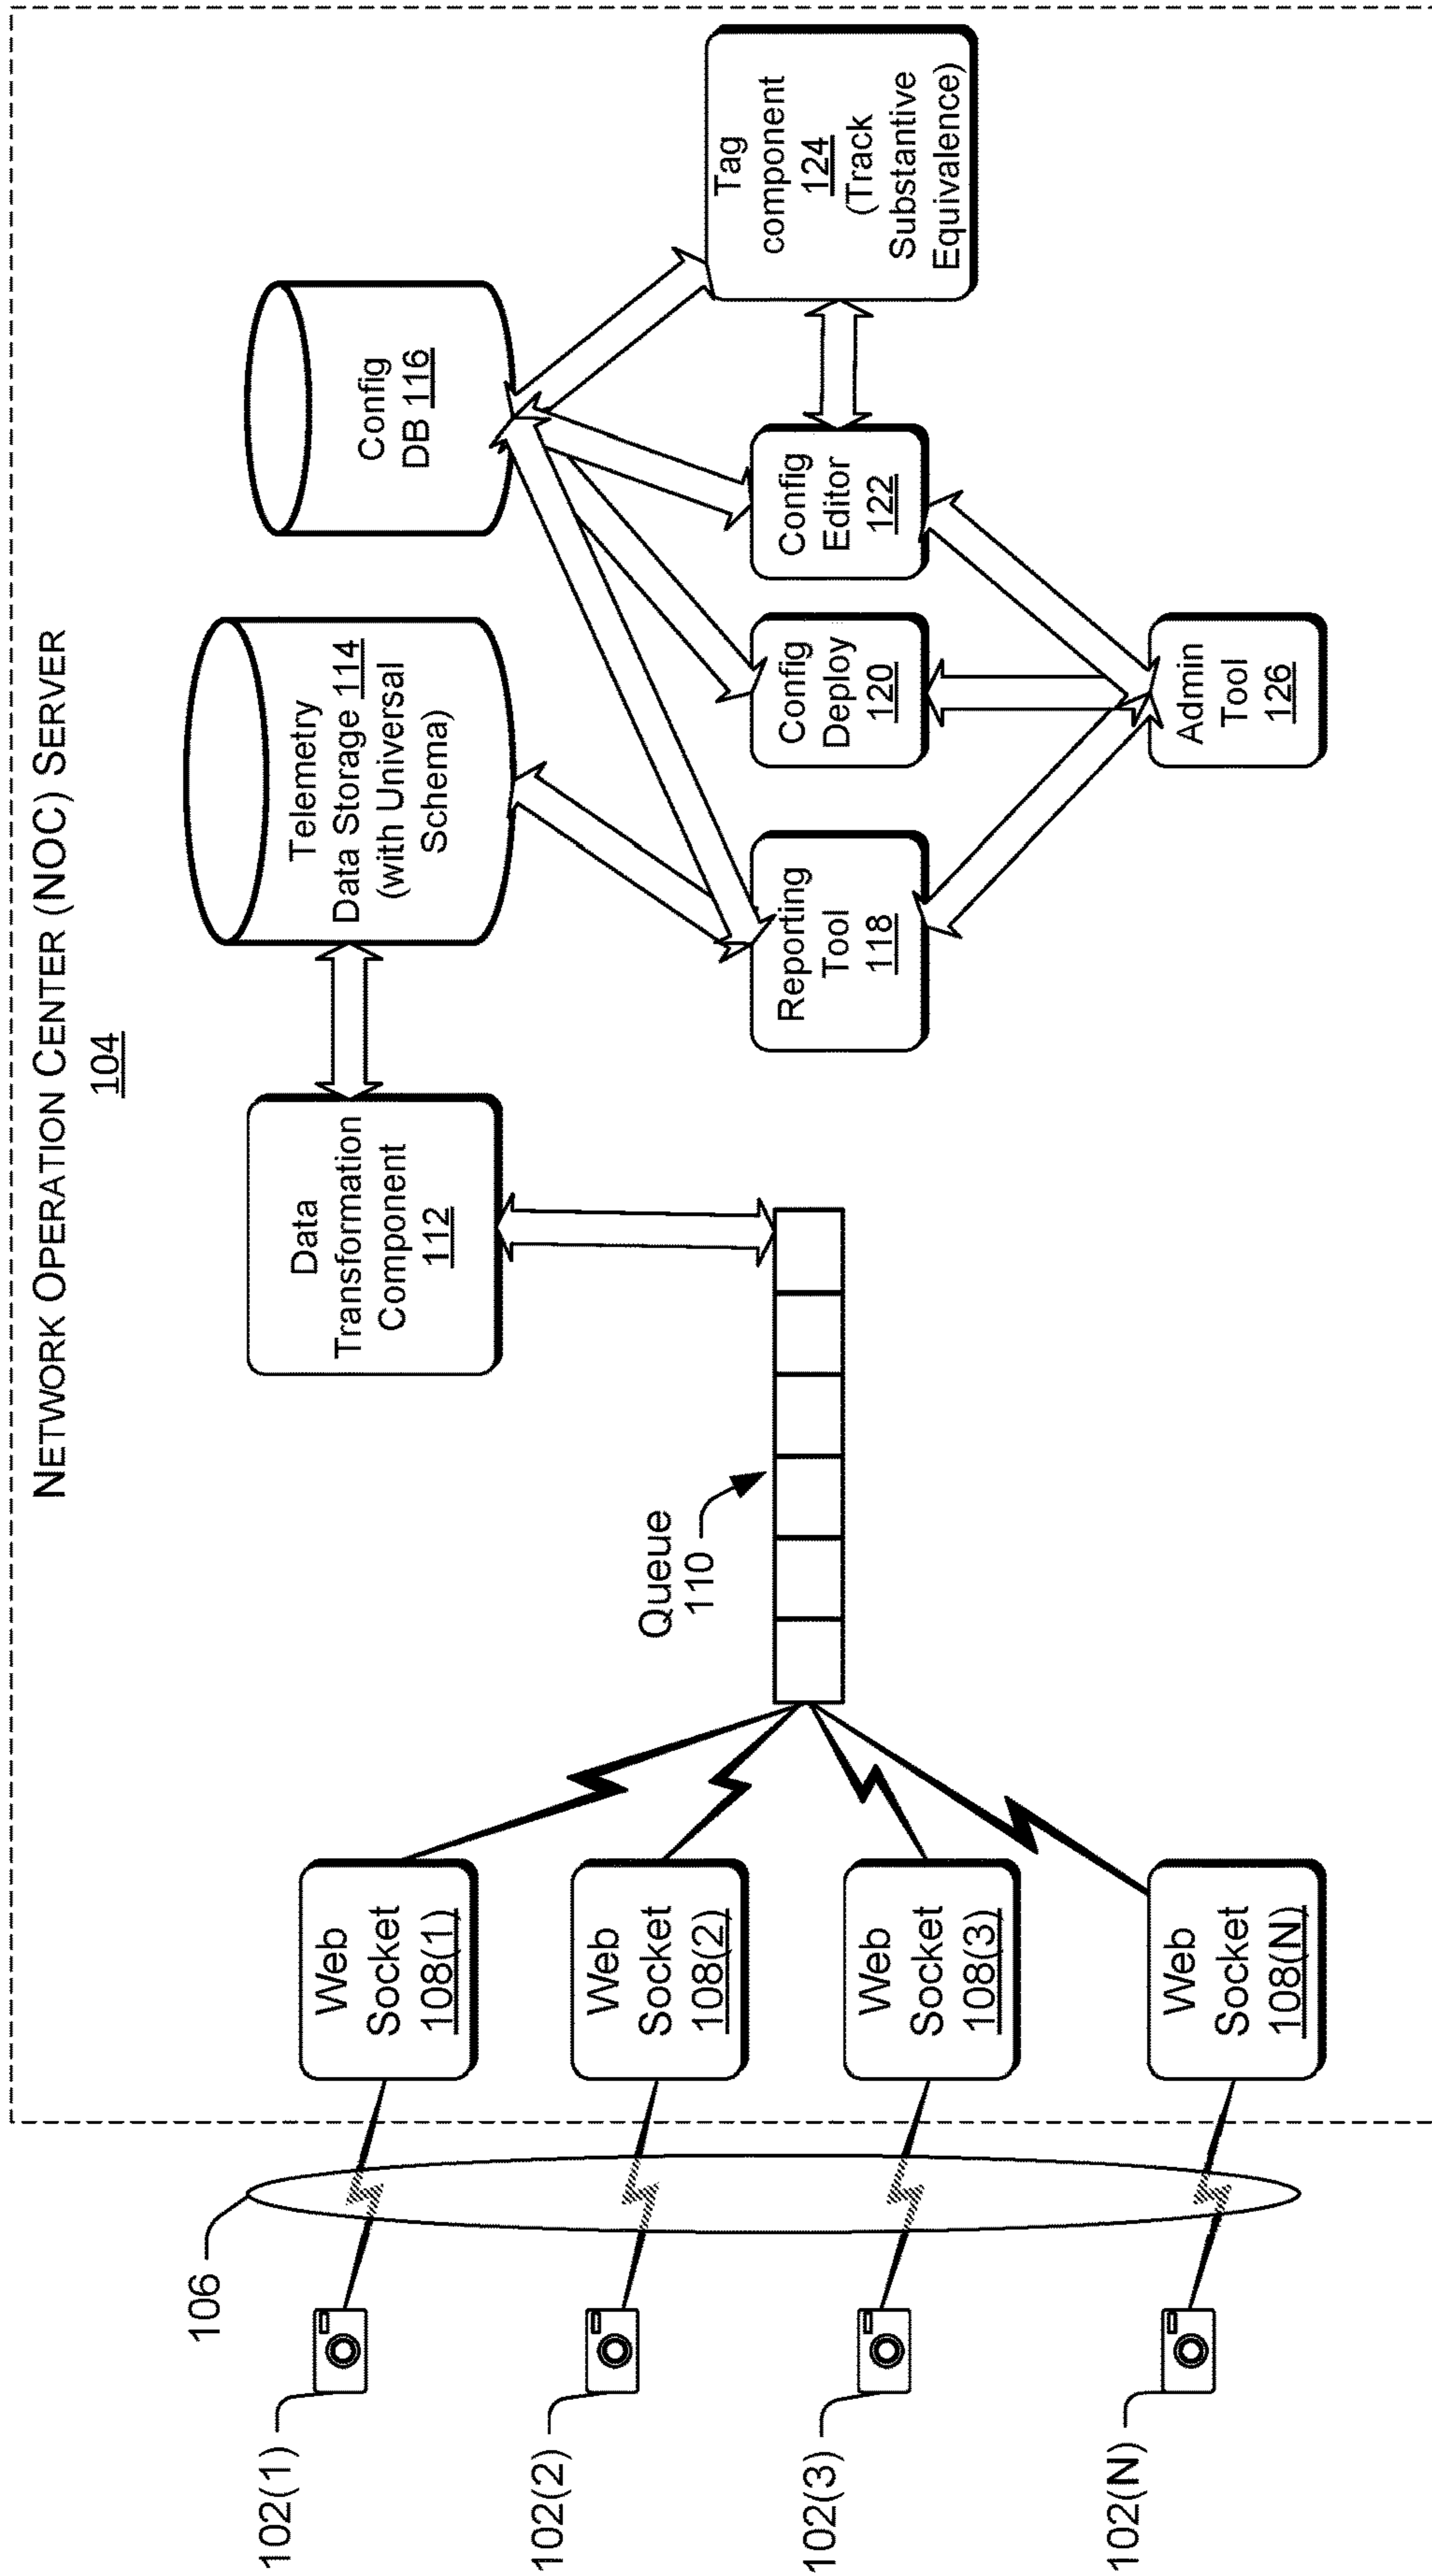 NETWORK OPERATION CENTER (NOC) SERVER
104
106
102(1)
102(2)
102(3)
102(N)
Web
Socket
108(1)
Web
Socket
108(2)
Web
Socket
108(3)
Web
Socket
108(N)
Queue
110
Data
Transformation
Component
112
Telemetry
Data Storage 114
(with Universal
Schema)
Config
DB 116
Reporting
Tool
118
Config
Deploy
120
Config
Editor
122
Tag
component
124
(Track
Substantive
Equivalence)
Admin
Tool
126